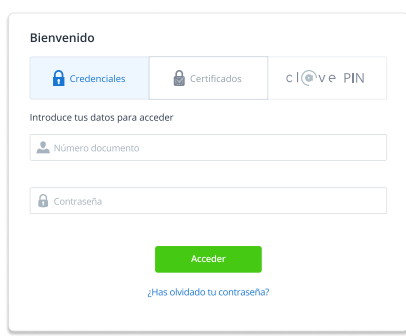 Bienvenido
Credenciales
Certificados
cl@ve PIN
Introduce tus datos para acceder
Número documento
Contraseña
Acceder
¿Has olvidado tu contraseña?